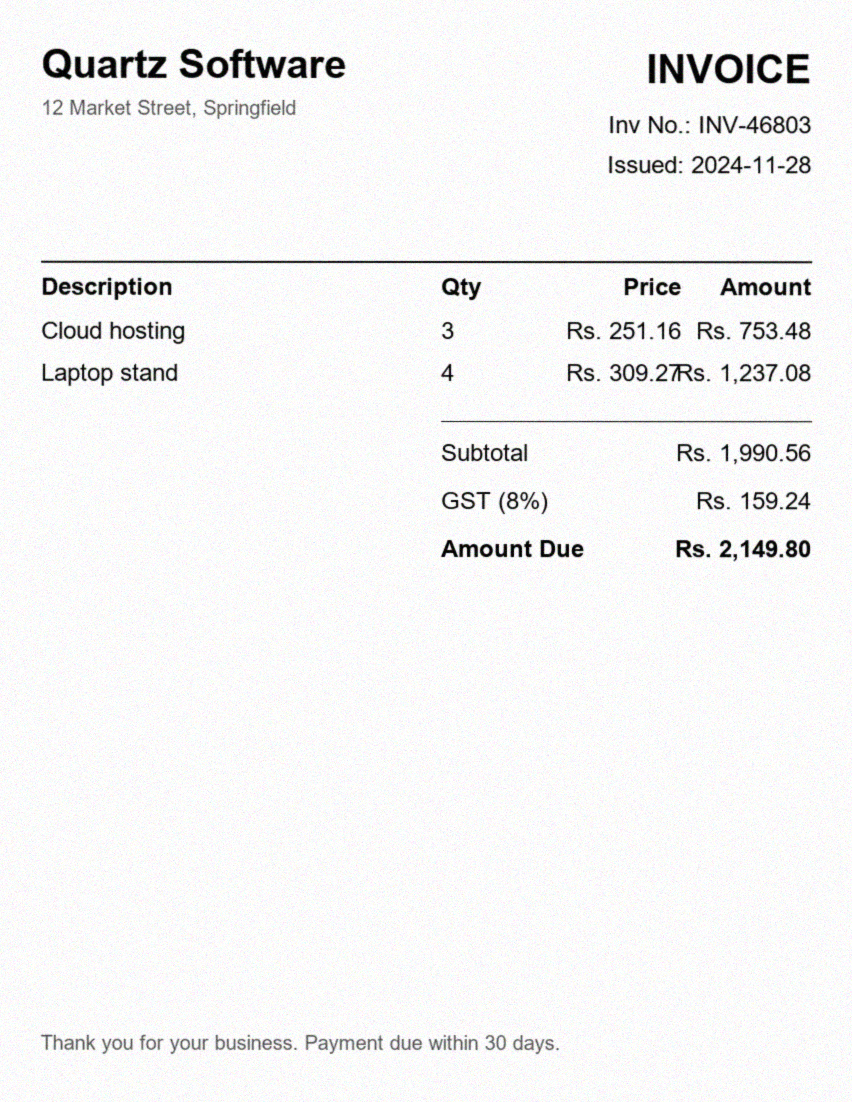 Quartz Software
12 Market Street, Springfield
INVOICE
Inv No.: INV-46803
Issued: 2024-11-28
Description Qty Price Amount
Cloud hosting 3 Rs. 251.16 Rs. 753.48
Laptop stand 4 Rs. 309.27 Rs. 1,237.08
Subtotal Rs. 1,990.56
GST (8%) Rs. 159.24
Amount Due Rs. 2,149.80
Thank you for your business. Payment due within 30 days.